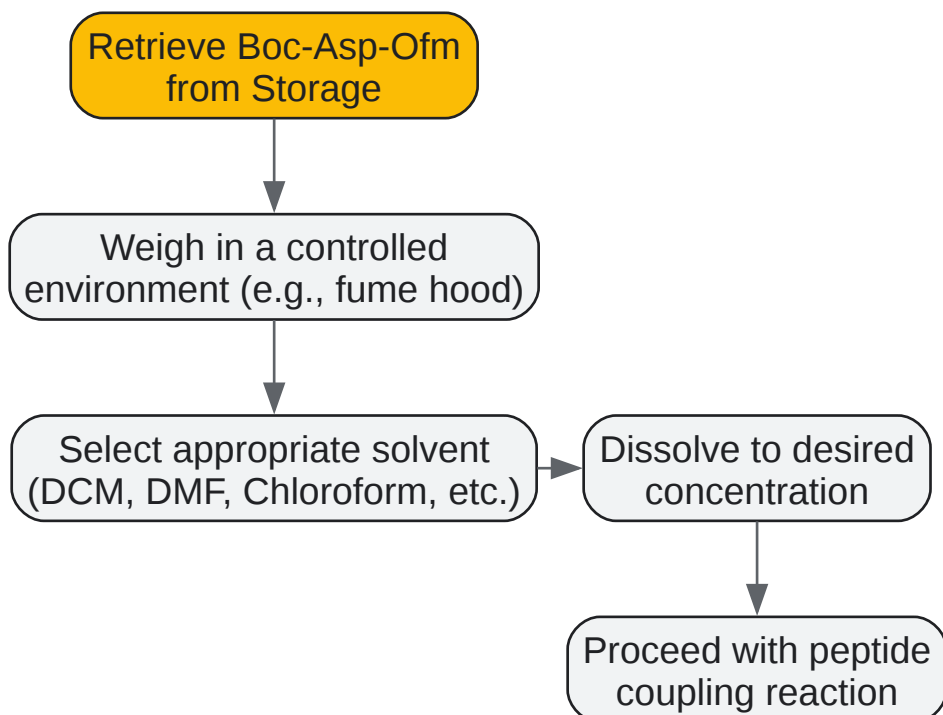 Retrieve Boc-Asp-Ofm
from Storage
Weigh in a controlled
environment (e.g., fume hood)
Select appropriate solvent
(DCM, DMF, Chloroform, etc.)
Dissolve to desired
concentration
Proceed with peptide
coupling reaction